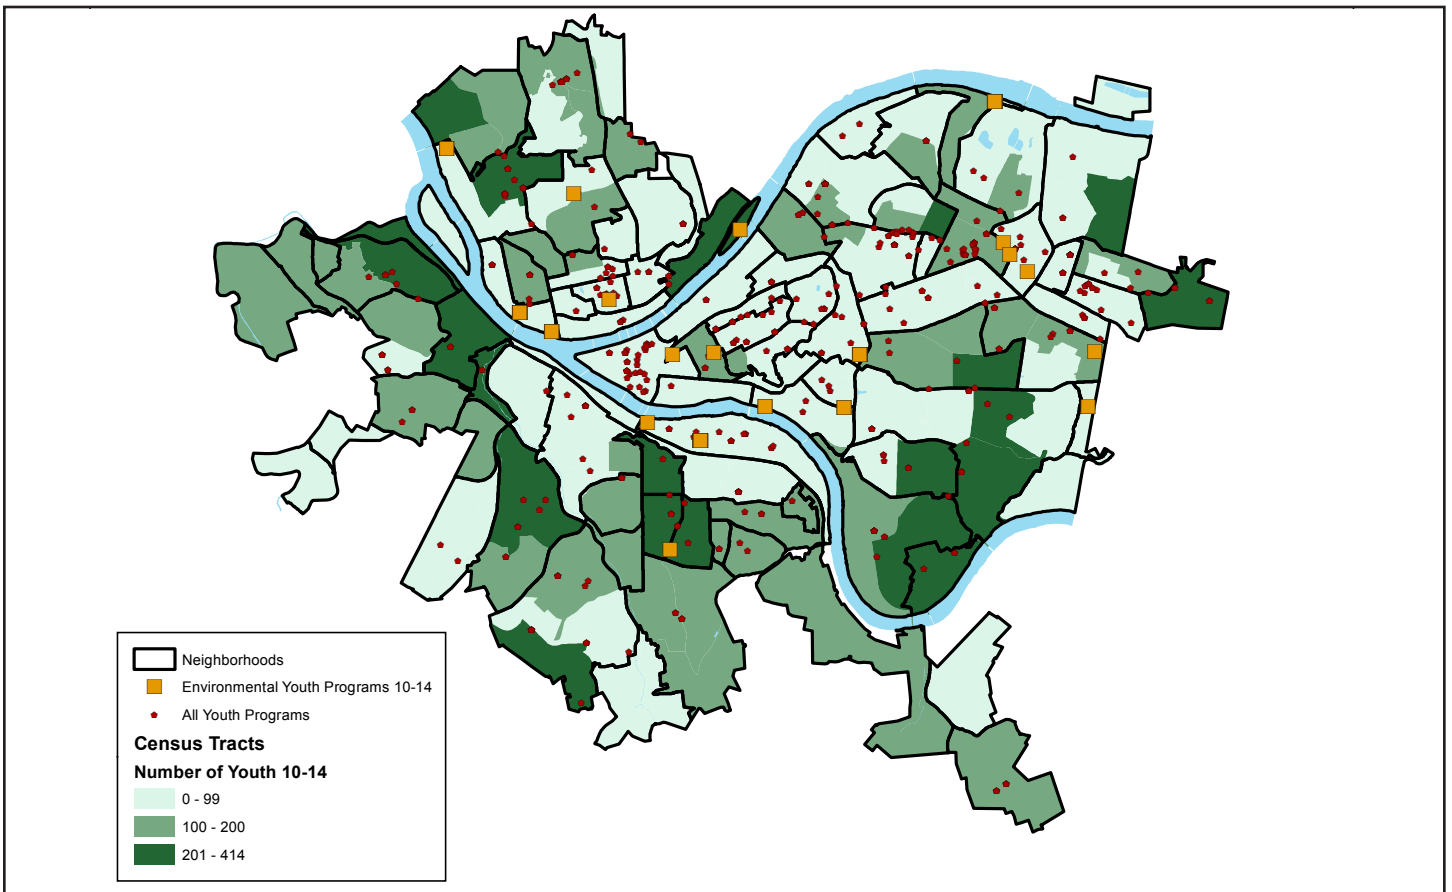 Neighborhoods
Environmental Youth Programs 10-14
All Youth Programs
Census Tracts
Number of Youth 10-14
0 - 99
100 - 200
201 - 414